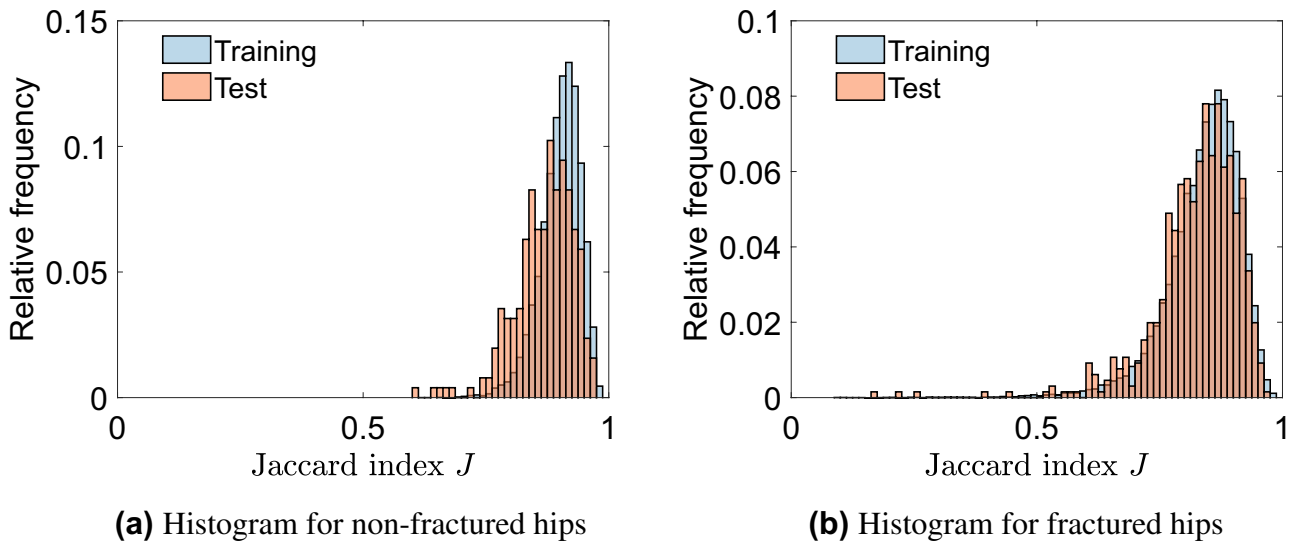 0.15
Training
Test
0.1
0.05
0
Relative frequency
0
0.5
1
Jaccard index J
(a) Histogram for non-fractured hips
0.1
Training
Test
0.08
0.06
0.04
0.02
0
Relative frequency
0
0.5
1
Jaccard index J
(b) Histogram for fractured hips